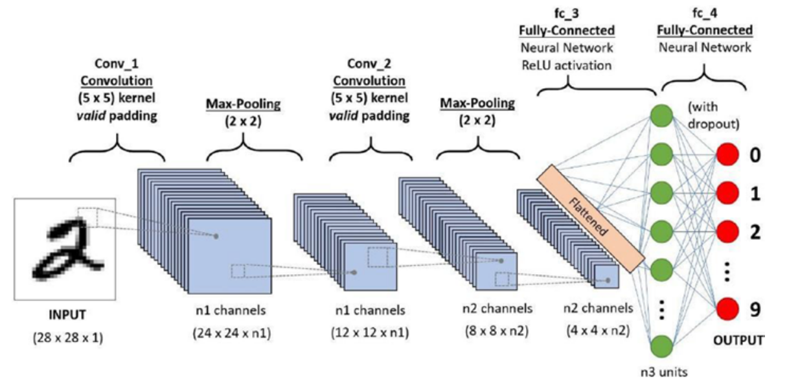 Conv_1
Convolution
(5 x 5) kernel
valid padding
Max-Pooling
(2 x 2)
Conv_2
Convolution
(5 x 5) kernel
valid padding
Max-Pooling
(2 x 2)
fc_3
Fully-Connected
Neural Network
ReLU activation
fc_4
Fully-Connected
Neural Network
(with
dropout)
2
INPUT
(28 x 28 x 1)
n1 channels
(24 x 24 x n1)
n1 channels
(12 x 12 x n1)
n2 channels
(8 x 8 x n2)
n2 channels
(4 x 4 x n2)
Flattened
n3 units
0
1
2
9
OUTPUT